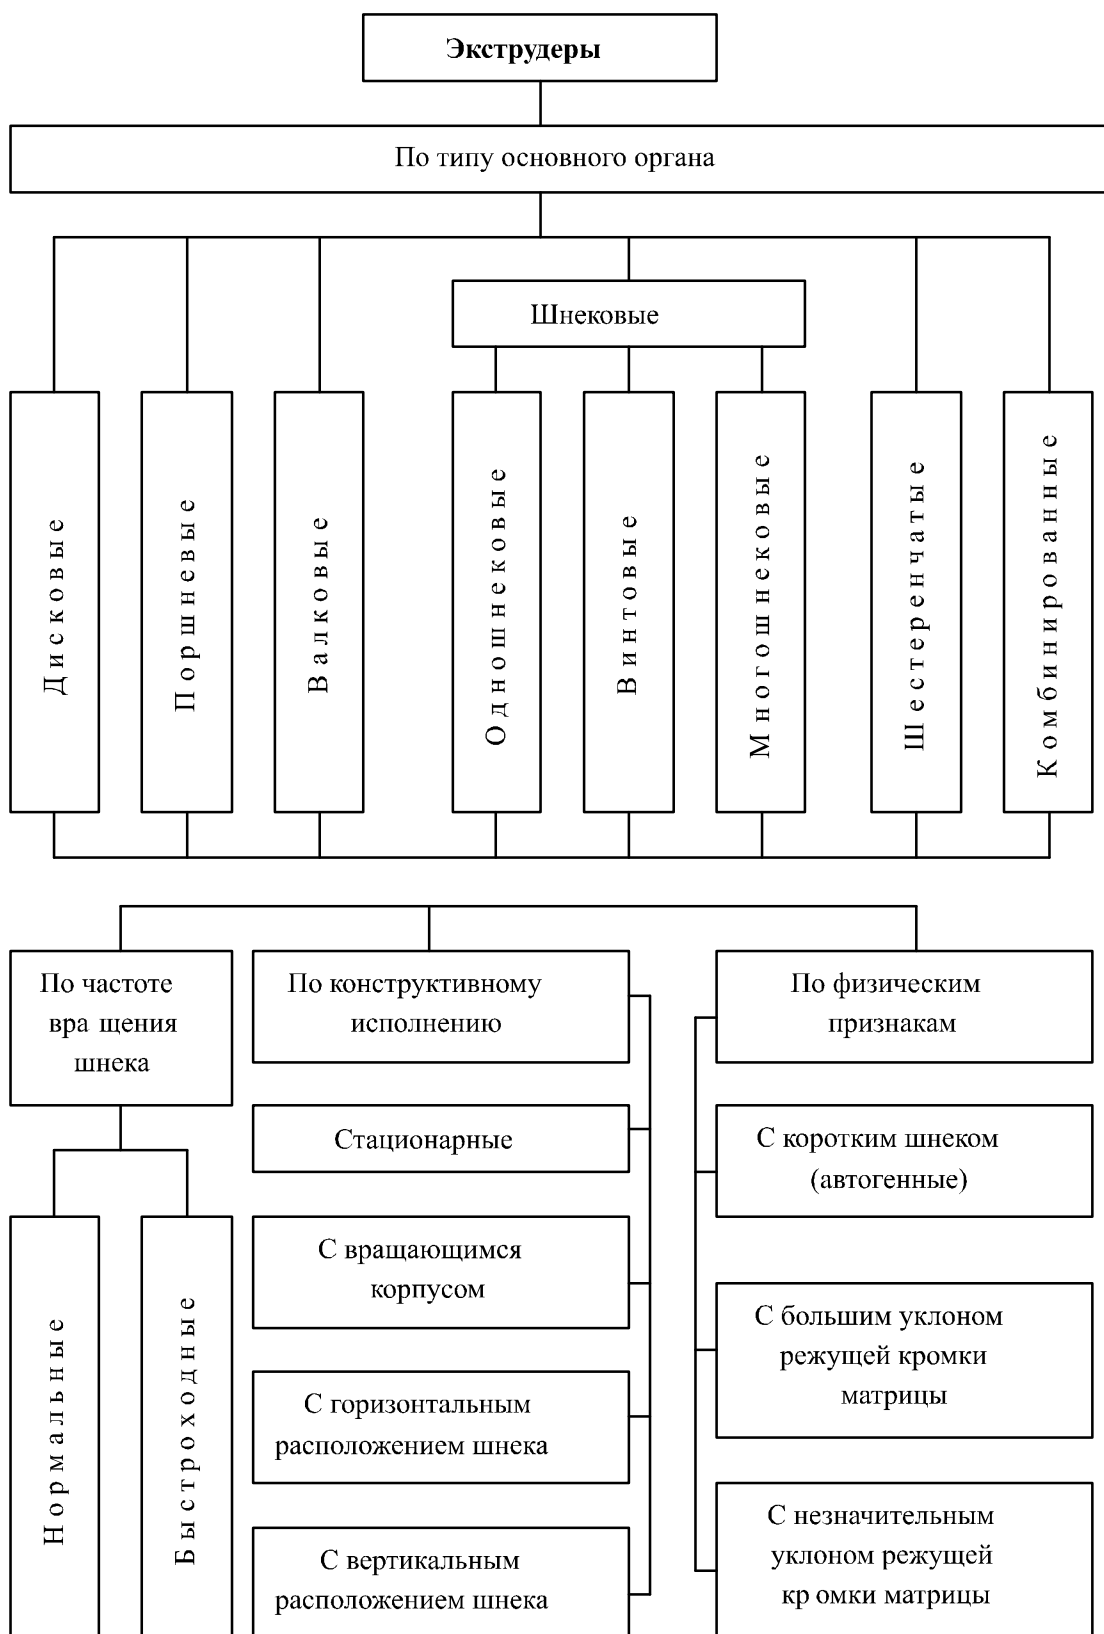 Экструдеры
По типу основного органа
Шнековые
Дисковые
Поршневые
Валковые
Одношнековые
Винтовые
Многошнековые
Шестеренчатые
Комбинированные
По частоте
вра щения
шнека
По конструктивному
исполнению
По физическим
признакам
Нормальные
Быстроходные
Стационарные
С вращающимся
корпусом
С горизонтальным
расположением шнека
С вертикальным
расположением шнека
С коротким шнеком
(автогенные)
С большим уклоном
режущей кромки
матрицы
С незначительным
уклоном режущей
кр омки матрицы